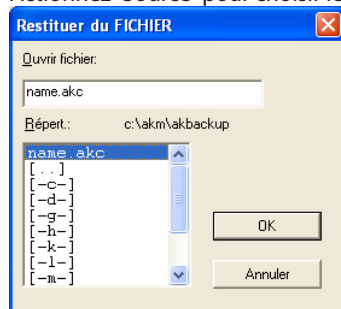 Restituer du FICHIER
Ouvrir fichier:
name.akc
Répert.: c:\akm\akbackup
name.akc
[..]
[-c-]
[-d-]
[-g-]
[-h-]
[-k-]
[-l-]
[-m-]
OK
Annuler